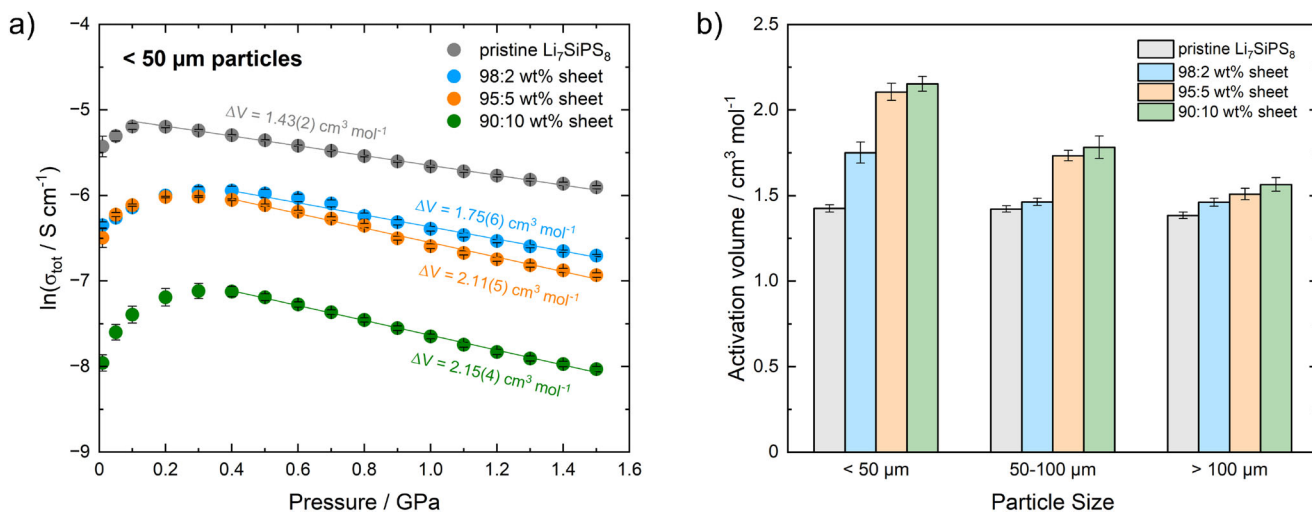 a)
< 50 µm particles
pristine Li₇SiPS₈
98:2 wt% sheet
95:5 wt% sheet
90:10 wt% sheet
ΔV = 1.43(2) cm³ mol⁻¹
ΔV = 1.75(6) cm³ mol⁻¹
ΔV = 2.11(5) cm³ mol⁻¹
ΔV = 2.15(4) cm³ mol⁻¹
ln(σtot / S cm⁻¹)
−4
−5
−6
−7
−8
−9
0 0.2 0.4 0.6 0.8 1.0 1.2 1.4 1.6
Pressure / GPa
b)
pristine Li₇SiPS₈
98:2 wt% sheet
95:5 wt% sheet
90:10 wt% sheet
Activation volume / cm³ mol⁻¹
2.5
2.0
1.5
1.0
0.5
0
< 50 µm 50-100 µm > 100 µm
Particle Size